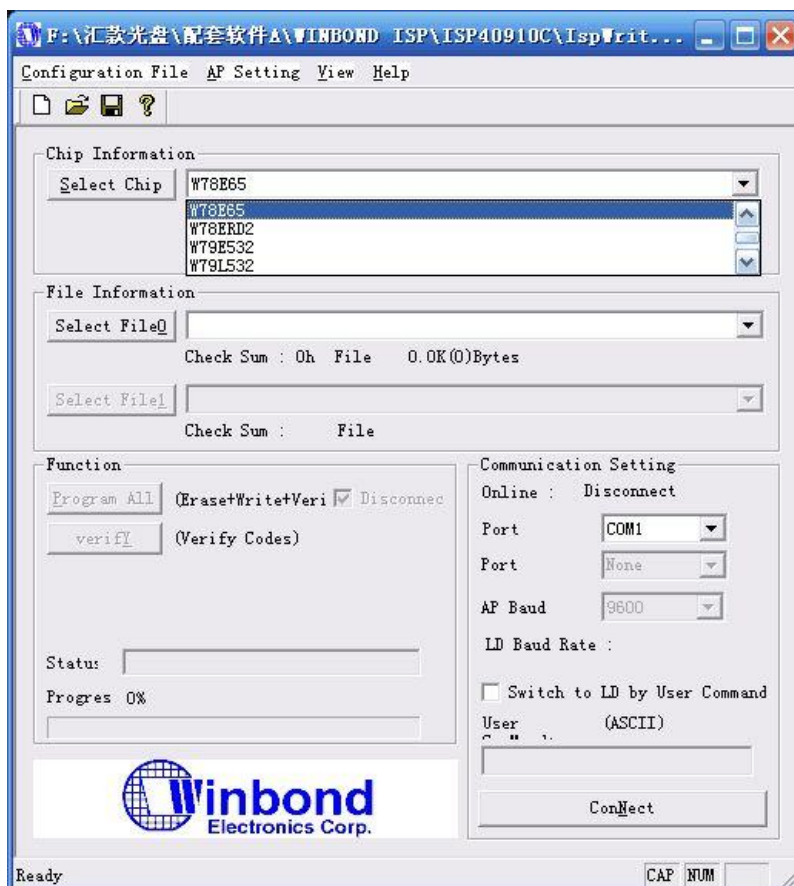 F:\汇款光盘\配套软件A\WINBOND ISP\ISP40910C\IspWrit...
Configuration File AP Setting View Help
Chip Information
Select Chip W78E65
W78E65
W78ERD2
W79E532
W79L532
File Information
Select File0
Check Sum : 0h File 0.0K(0)Bytes
Select File1
Check Sum : File
Function
Program All (Erase+Write+Veri Disconnec
verifY (Verify Codes)
Status
Progres 0%
Communication Setting
Online : Disconnect
Port COM1
Port None
AP Baud 9600
LD Baud Rate :
Switch to LD by User Command
User (ASCII)
ConNect
Winbond
Electronics Corp.
Ready CAP NUM